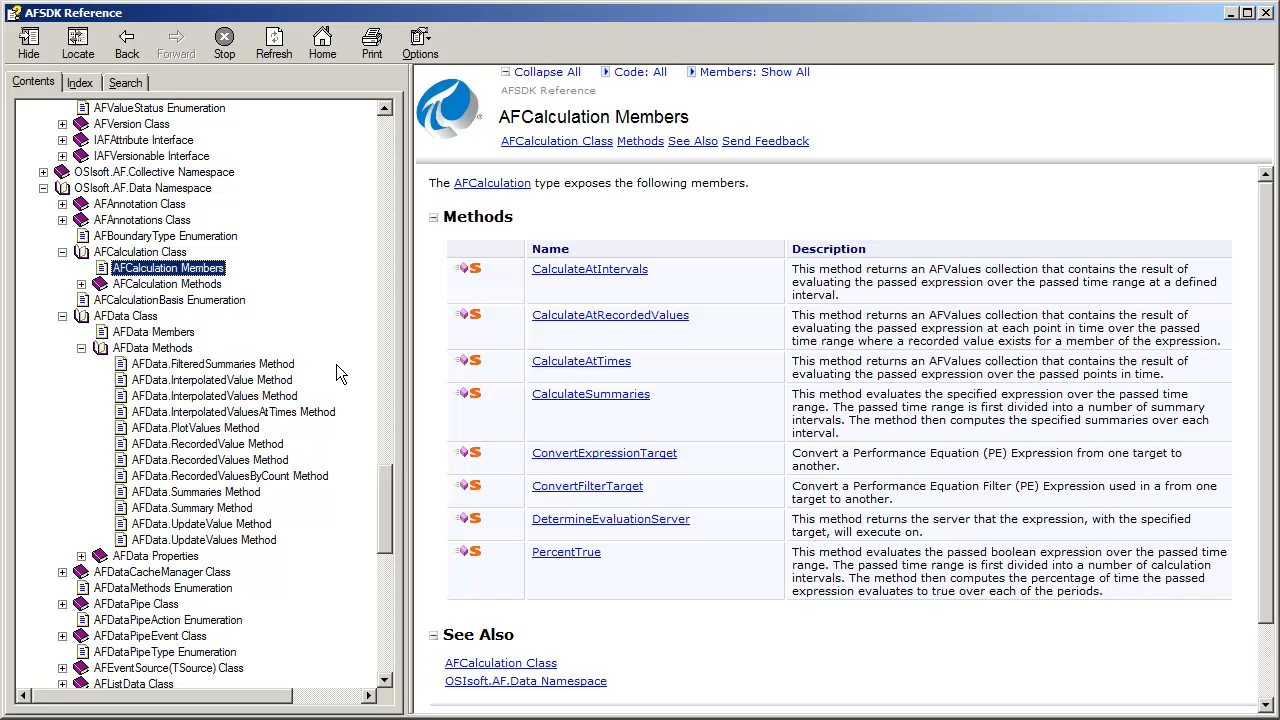 AFSDK Reference
Hide
Locate
Back
Forward
Stop
Refresh
Home
Print
Options
Contents
Index
Search
AFValueStatus Enumeration
AFVersion Class
IAFAttribute Interface
IAFVersionable Interface
OSIsoft.AF.Collective Namespace
OSIsoft.AF.Data Namespace
AFAnnotation Class
AFAnnotations Class
AFBoundaryType Enumeration
AFCalculation Class
AFCalculation Members
AFCalculation Methods
AFCalculationBasis Enumeration
AFData Class
AFData Members
AFData Methods
AFData.FilteredSummaries Method
AFData.InterpolatedValue Method
AFData.InterpolatedValues Method
AFData.InterpolatedValuesAtTimes Method
AFData.PlotValues Method
AFData.RecordedValue Method
AFData.RecordedValues Method
AFData.RecordedValuesByCount Method
AFData.Summaries Method
AFData.Summary Method
AFData.UpdateValue Method
AFData.UpdateValues Method
AFData Properties
AFDataCacheManager Class
AFDataMethods Enumeration
AFDataPipe Class
AFDataPipeAction Enumeration
AFDataPipeEvent Class
AFDataPipeType Enumeration
AFEventSource(TSource) Class
AFListData Class
Collapse All Code: All Members: Show All
AFSDK Reference
AFCalculation Members
AFCalculation Class Methods See Also Send Feedback
The AFCalculation type exposes the following members.
Methods
Name Description
CalculateAtIntervals This method returns an AFValues collection that contains the result of
evaluating the passed expression over the passed time range at a defined
interval.
CalculateAtRecordedValues This method returns an AFValues collection that contains the result of
evaluating the passed expression at each point in time over the passed
time range where a recorded value exists for a member of the expression.
CalculateAtTimes This method returns an AFValues collection that contains the result of
evaluating the passed expression over the passed points in time.
CalculateSummaries This method evaluates the specified expression over the passed time
range. The passed time range is first divided into a number of summary
intervals. The method then computes the specified summaries over each
interval.
ConvertExpressionTarget Convert a Performance Equation (PE) Expression from one target to
another.
ConvertFilterTarget Convert a Performance Equation Filter (PE) Expression used in a from one
target to another.
DetermineEvaluationServer This method returns the server that the expression, with the specified
target, will execute on.
PercentTrue This method evaluates the passed boolean expression over the passed time
range. The passed time range is first divided into a number of calculation
intervals. The method then computes the percentage of time the passed
expression evaluates to true over each of the periods.
See Also
AFCalculation Class
OSIsoft.AF.Data Namespace